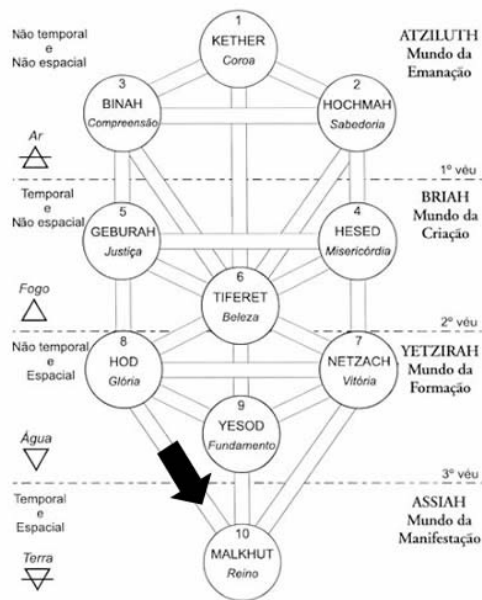 Não temporal
e
Não espacial
1
KETHER
Coroa
ATZILUTH
Mundo da
Emanação
3
BINAH
Compreensão
2
HOCHMAH
Sabedoria
Ar
1º véu
Temporal
e
Não espacial
5
GEBURAH
Justiça
4
HESED
Misericórdia
BRIAH
Mundo da
Criação
6
TIFERET
Beleza
Fogo
2º véu
Não temporal
e
Espacial
8
HOD
Glória
7
NETZACH
Vitória
YETZIRAH
Mundo da
Formação
9
YESOD
Fundamento
Água
3º véu
Temporal
e
Espacial
10
MALKHUT
Reino
ASSIAH
Mundo da
Manifestação
Terra